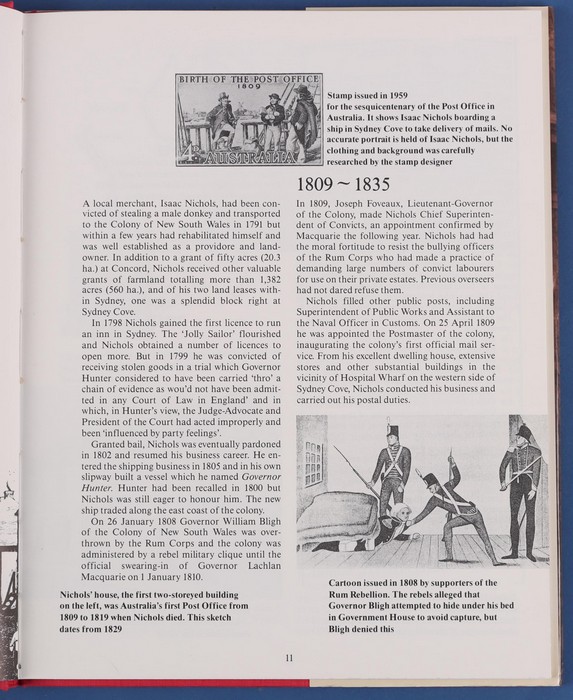 BIRTH OF THE POST OFFICE
1809
4d AUSTRALIA
Stamp issued in 1959
for the sesquicentenary of the Post Office in
Australia. It shows Isaac Nichols boarding a
ship in Sydney Cove to take delivery of mails. No
accurate portrait is held of Isaac Nichols, but the
clothing and background was carefully
researched by the stamp designer
1809 ~ 1835
A local merchant, Isaac Nichols, had been con-
victed of stealing a male donkey and transported
to the Colony of New South Wales in 1791 but
within a few years had rehabilitated himself and
was well established as a providore and land-
owner. In addition to a grant of fifty acres (20.3
ha.) at Concord, Nichols received other valuable
grants of farmland totalling more than 1,382
acres (560 ha.), and of his two land leases with-
in Sydney, one was a splendid block right at
Sydney Cove.
In 1798 Nichols gained the first licence to run
an inn in Sydney. The 'Jolly Sailor' flourished
and Nichols obtained a number of licences to
open more. But in 1799 he was convicted of
receiving stolen goods in a trial which Governor
Hunter considered to have been carried 'thro' a
chain of evidence as wou'd not have been admit-
ted in any Court of Law in England' and in
which, in Hunter's view, the Judge-Advocate and
President of the Court had acted improperly and
been 'influenced by party feelings'.
Granted bail, Nichols was eventually pardoned
in 1802 and resumed his business career. He en-
tered the shipping business in 1805 and in his own
slipway built a vessel which he named Governor
Hunter. Hunter had been recalled in 1800 but
Nichols was still eager to honour him. The new
ship traded along the east coast of the colony.
On 26 January 1808 Governor William Bligh
of the Colony of New South Wales was over-
thrown by the Rum Corps and the colony was
administered by a rebel military clique until the
official swearing-in of Governor Lachlan
Macquarie on 1 January 1810.
Nichols' house, the first two-storeyed building
on the left, was Australia's first Post Office from
1809 to 1819 when Nichols died. This sketch
dates from 1829
In 1809, Joseph Foveaux, Lieutenant-Governor
of the Colony, made Nichols Chief Superinten-
dent of Convicts, an appointment confirmed by
Macquarie the following year. Nichols had had
the moral fortitude to resist the bullying officers
of the Rum Corps who had made a practice of
demanding large numbers of convict labourers
for use on their private estates. Previous overseers
had not dared refuse them.
Nichols filled other public posts, including
Superintendent of Public Works and Assistant to
the Naval Officer in Customs. On 25 April 1809
he was appointed the Postmaster of the colony,
inaugurating the colony's first official mail ser-
vice. From his excellent dwelling house, extensive
stores and other substantial buildings in the
vicinity of Hospital Wharf on the western side of
Sydney Cove, Nichols conducted his business and
carried out his postal duties.
Cartoon issued in 1808 by supporters of the
Rum Rebellion. The rebels alleged that
Governor Bligh attempted to hide under his bed
in Government House to avoid capture, but
Bligh denied this
11